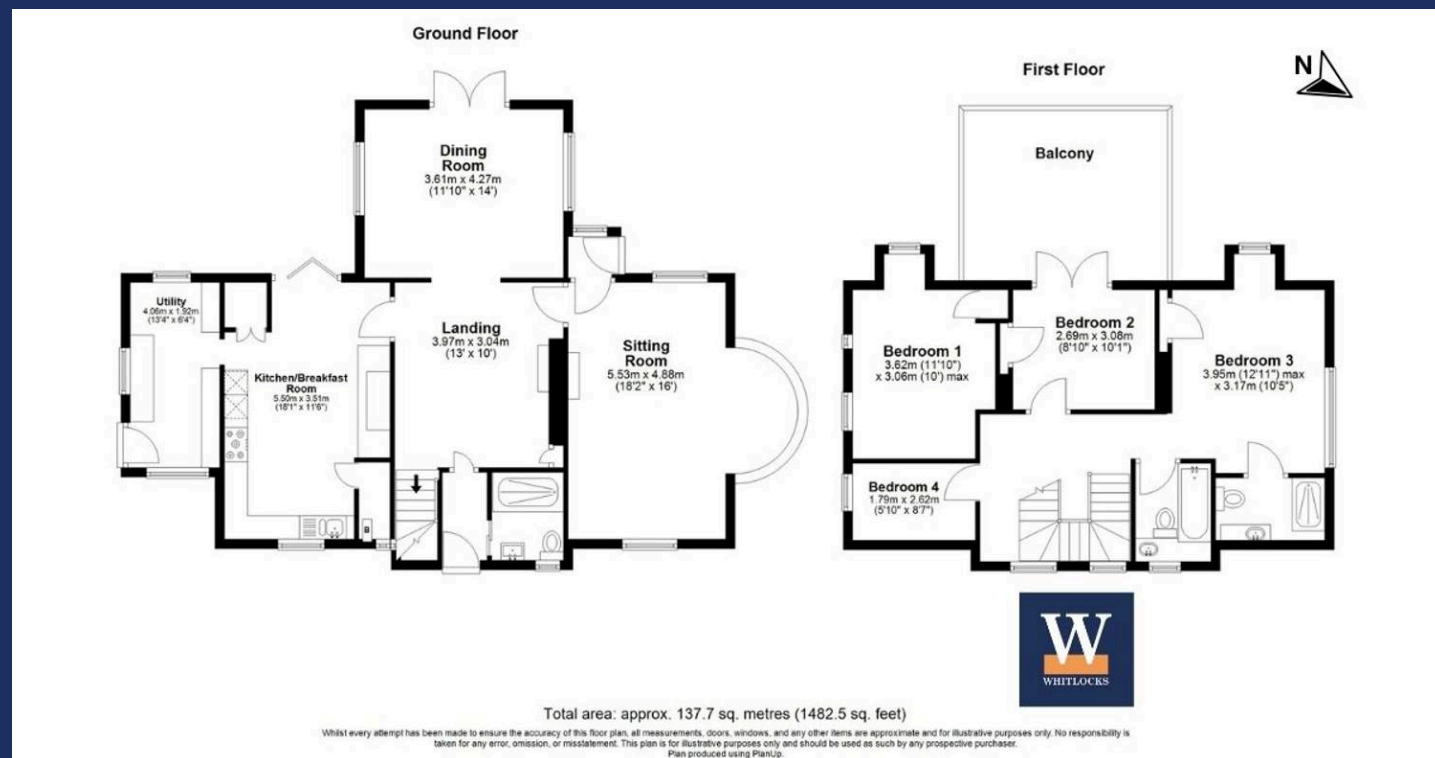 Ground Floor
First Floor
N
Dining
Room
3.61m x 4.27m
(11'10" x 14')
Balcony
Utility
4.06m x 1.92m
(13'4" x 6'4")
Landing
3.97m x 3.04m
(13' x 10')
Sitting
Room
5.53m x 4.88m
(18'2" x 16')
Kitchen/Breakfast
Room
5.50m x 3.51m
(18'1" x 11'6")
B
Bedroom 1
3.62m (11'10")
x 3.06m (10') max
Bedroom 2
2.69m x 3.08m
(8'10" x 10'1")
Bedroom 3
3.95m (12'11") max
x 3.17m (10'5")
Bedroom 4
1.79m x 2.62m
(5'10" x 8'7")
W
WHITLOCKS
Total area: approx. 137.7 sq. metres (1482.5 sq. feet)
Whilst every attempt has been made to ensure the accuracy of this floor plan, all measurements, doors, windows, and any other items are approximate and for illustrative purposes only. No responsibility is
taken for any error, omission, or misstatement. This plan is for illustrative purposes only and should be used as such by any prospective purchaser.
Plan produced using PlanUp.